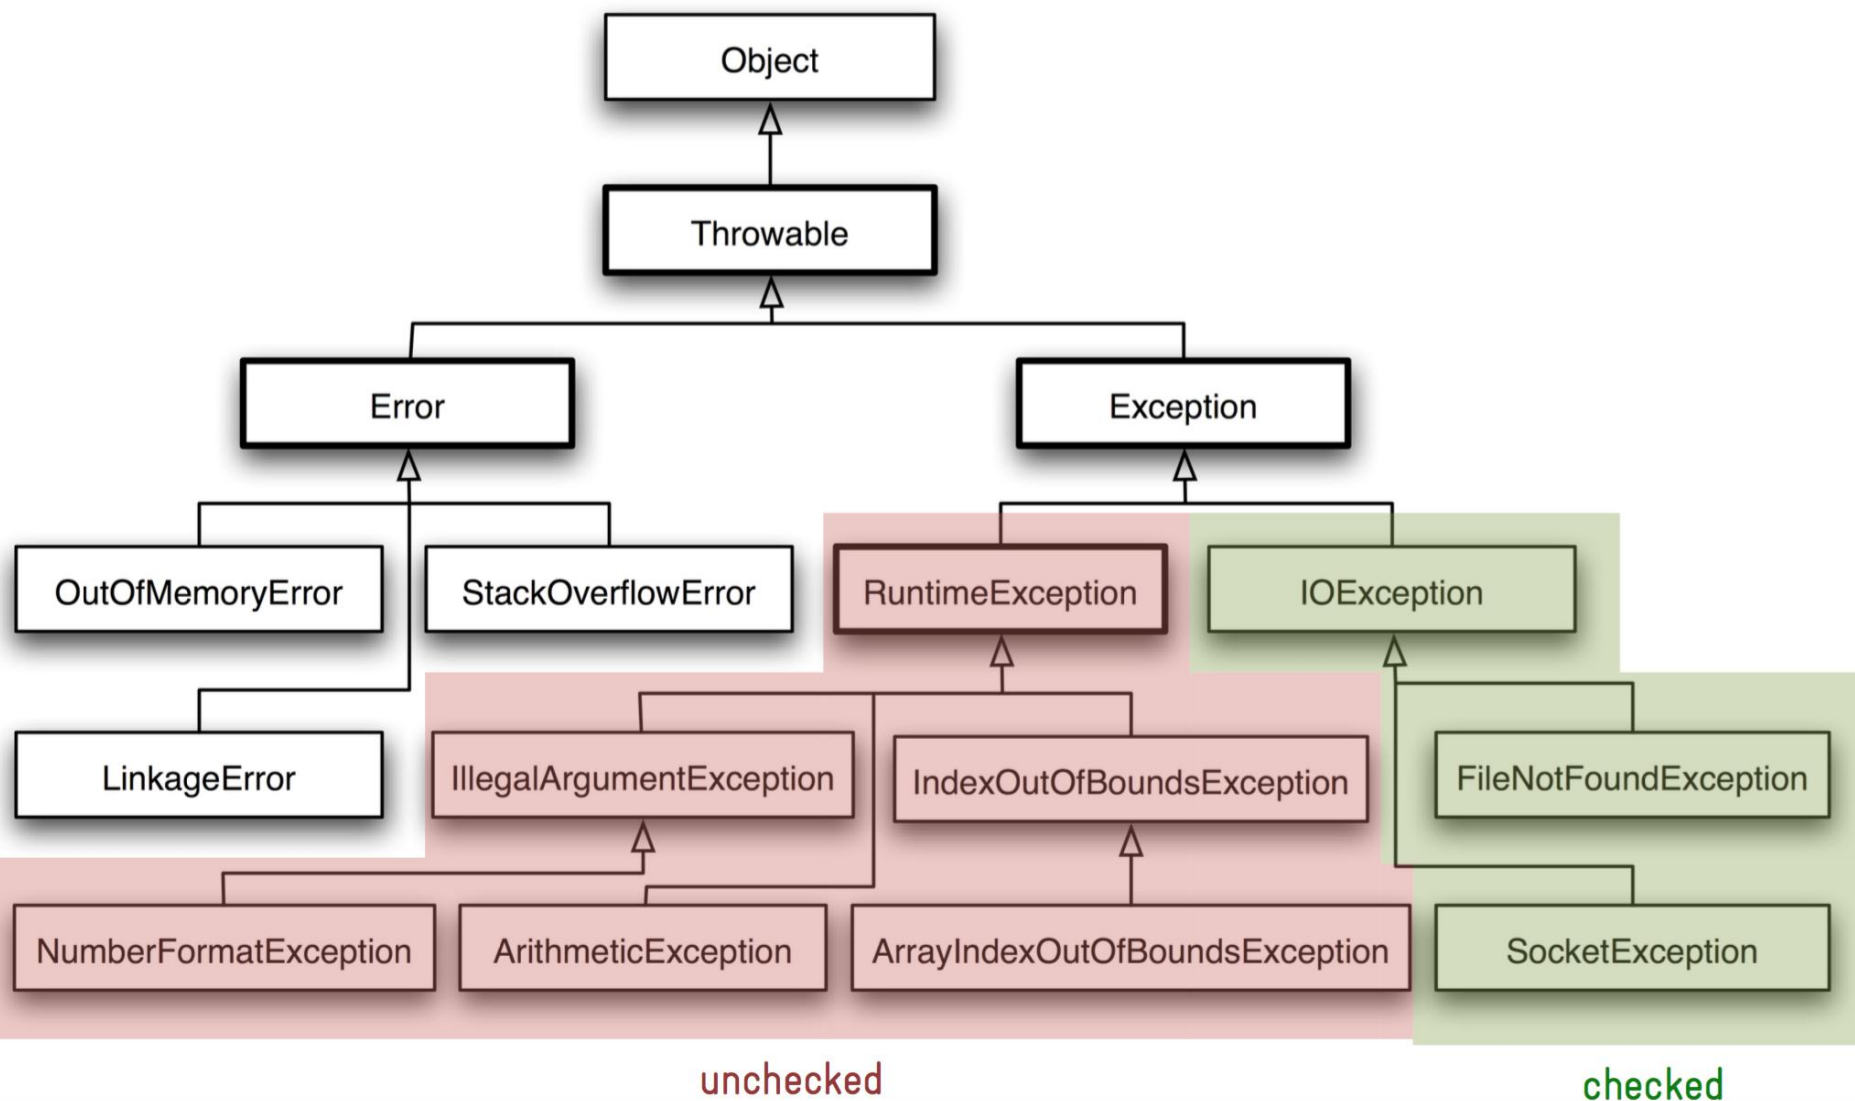 Object
Throwable
Error
Exception
OutOfMemoryError
StackOverflowError
RuntimeException
IOException
LinkageError
IllegalArgumentException
IndexOutOfBoundsException
FileNotFoundException
NumberFormatException
ArithmeticException
ArrayIndexOutOfBoundsException
SocketException
unchecked
checked